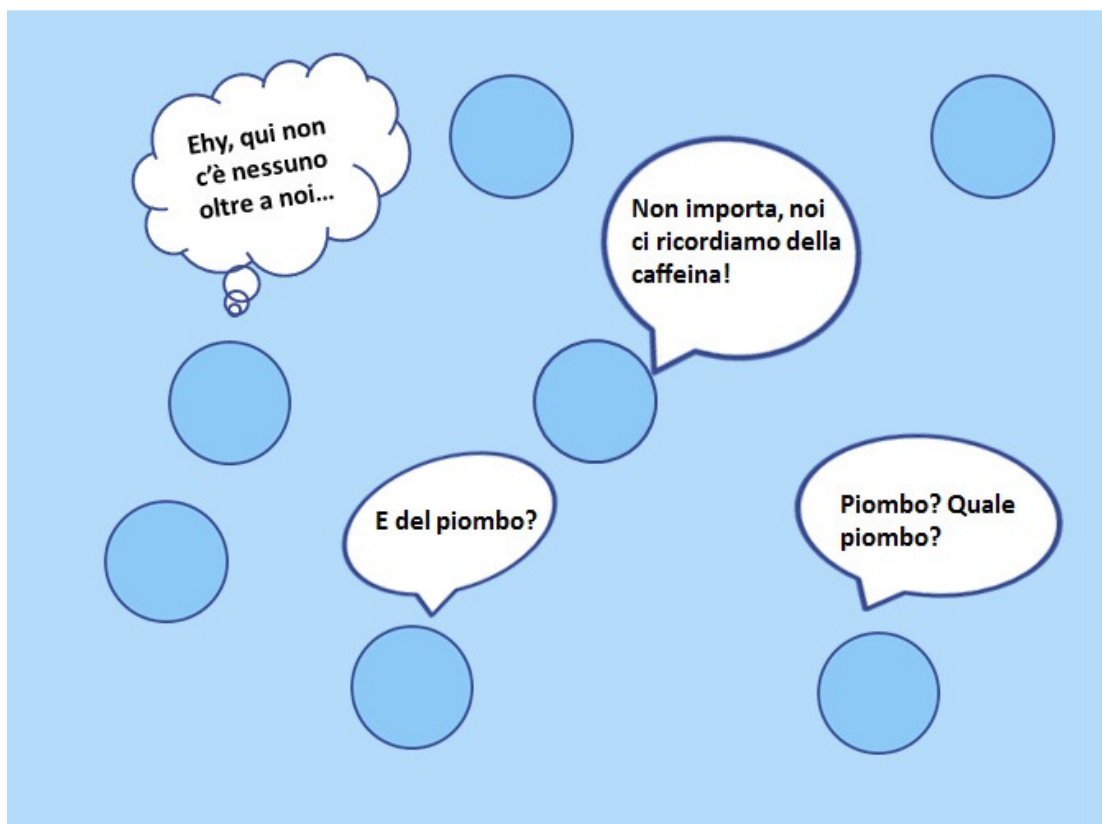 Ehy, qui non
c'è nessuno
oltre a noi...
Non importa, noi
ci ricordiamo della
caffeina!
E del piombo?
Piombo? Quale
piombo?